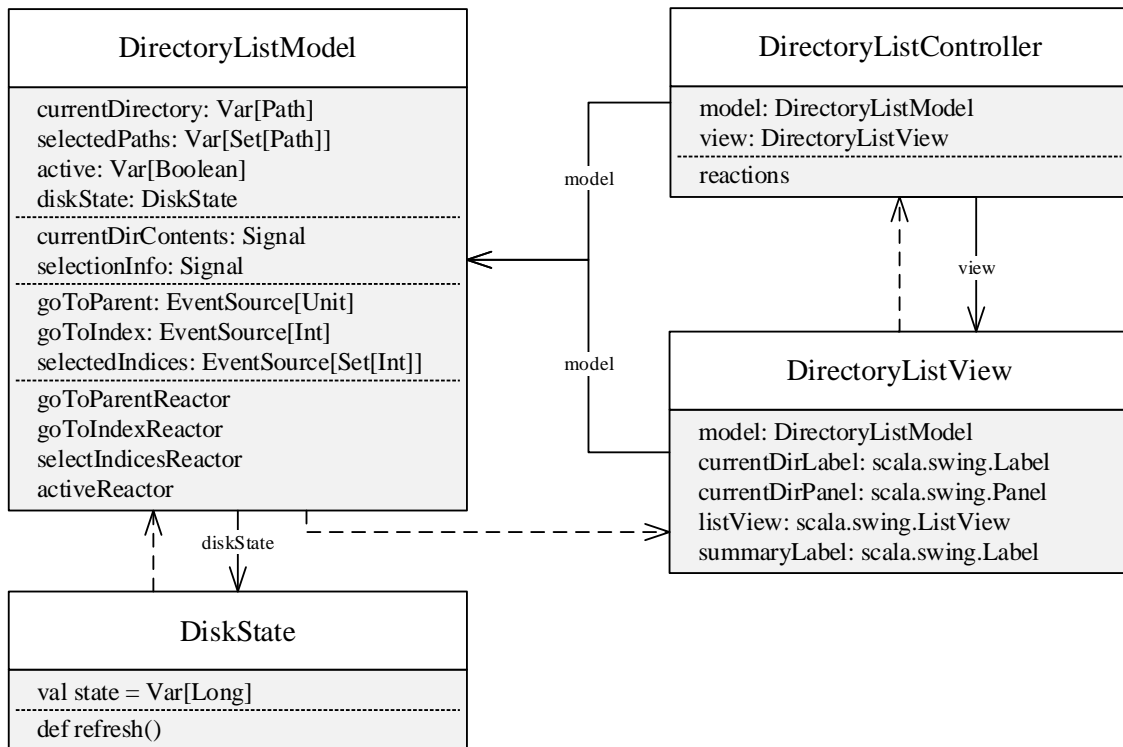 DirectoryListModel
currentDirectory: Var[Path]
selectedPaths: Var[Set[Path]]
active: Var[Boolean]
diskState: DiskState
currentDirContents: Signal
selectionInfo: Signal
goToParent: EventSource[Unit]
goToIndex: EventSource[Int]
selectedIndices: EventSource[Set[Int]]
goToParentReactor
goToIndexReactor
selectIndicesReactor
activeReactor
DirectoryListController
model: DirectoryListModel
view: DirectoryListView
reactions
model
view
model
DirectoryListView
model: DirectoryListModel
currentDirLabel: scala.swing.Label
currentDirPanel: scala.swing.Panel
listView: scala.swing.ListView
summaryLabel: scala.swing.Label
diskState
DiskState
val state = Var[Long]
def refresh()